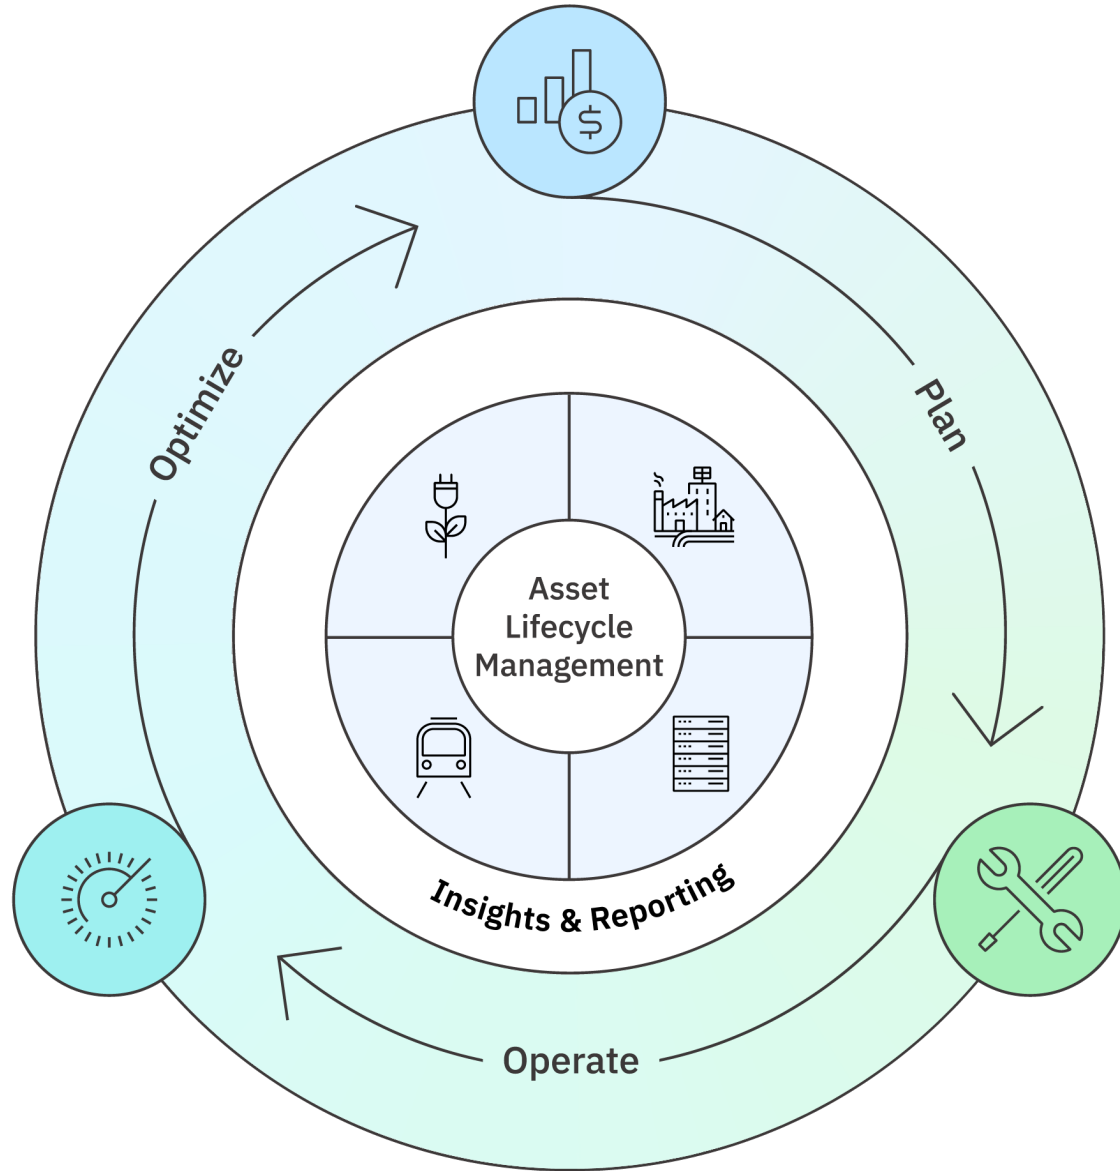 $
Optimize
Plan
Asset
Lifecycle
Management
Insights & Reporting
Operate